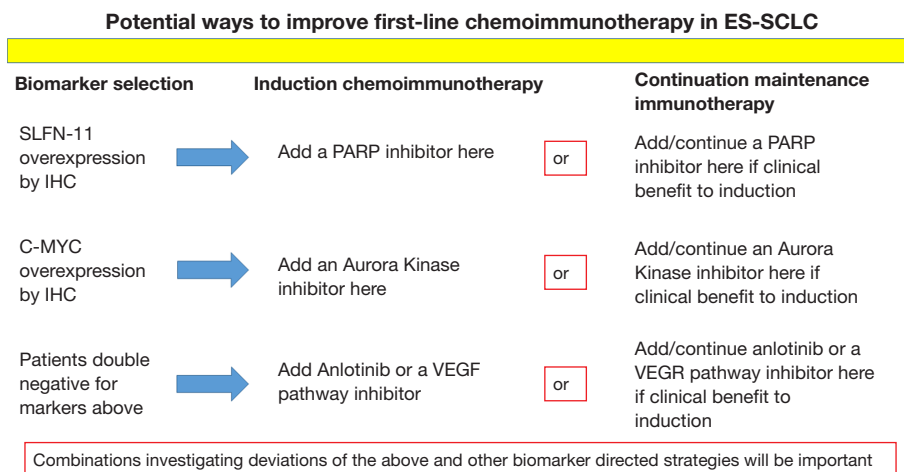 Potential ways to improve first-line chemoimmunotherapy in ES-SCLC
Biomarker selection
Induction chemoimmunotherapy
Continuation maintenance
immunotherapy
SLFN-11
overexpression
by IHC
Add a PARP inhibitor here
or
Add/continue a PARP
inhibitor here if clinical
benefit to induction
C-MYC
overexpression
by IHC
Add an Aurora Kinase
inhibitor here
or
Add/continue an Aurora
Kinase inhibitor here if
clinical benefit to induction
Patients double
negative for
markers above
Add Anlotinib or a VEGF
pathway inhibitor
or
Add/continue anlotinib or a
VEGR pathway inhibitor here
if clinical benefit to
induction
Combinations investigating deviations of the above and other biomarker directed strategies will be important